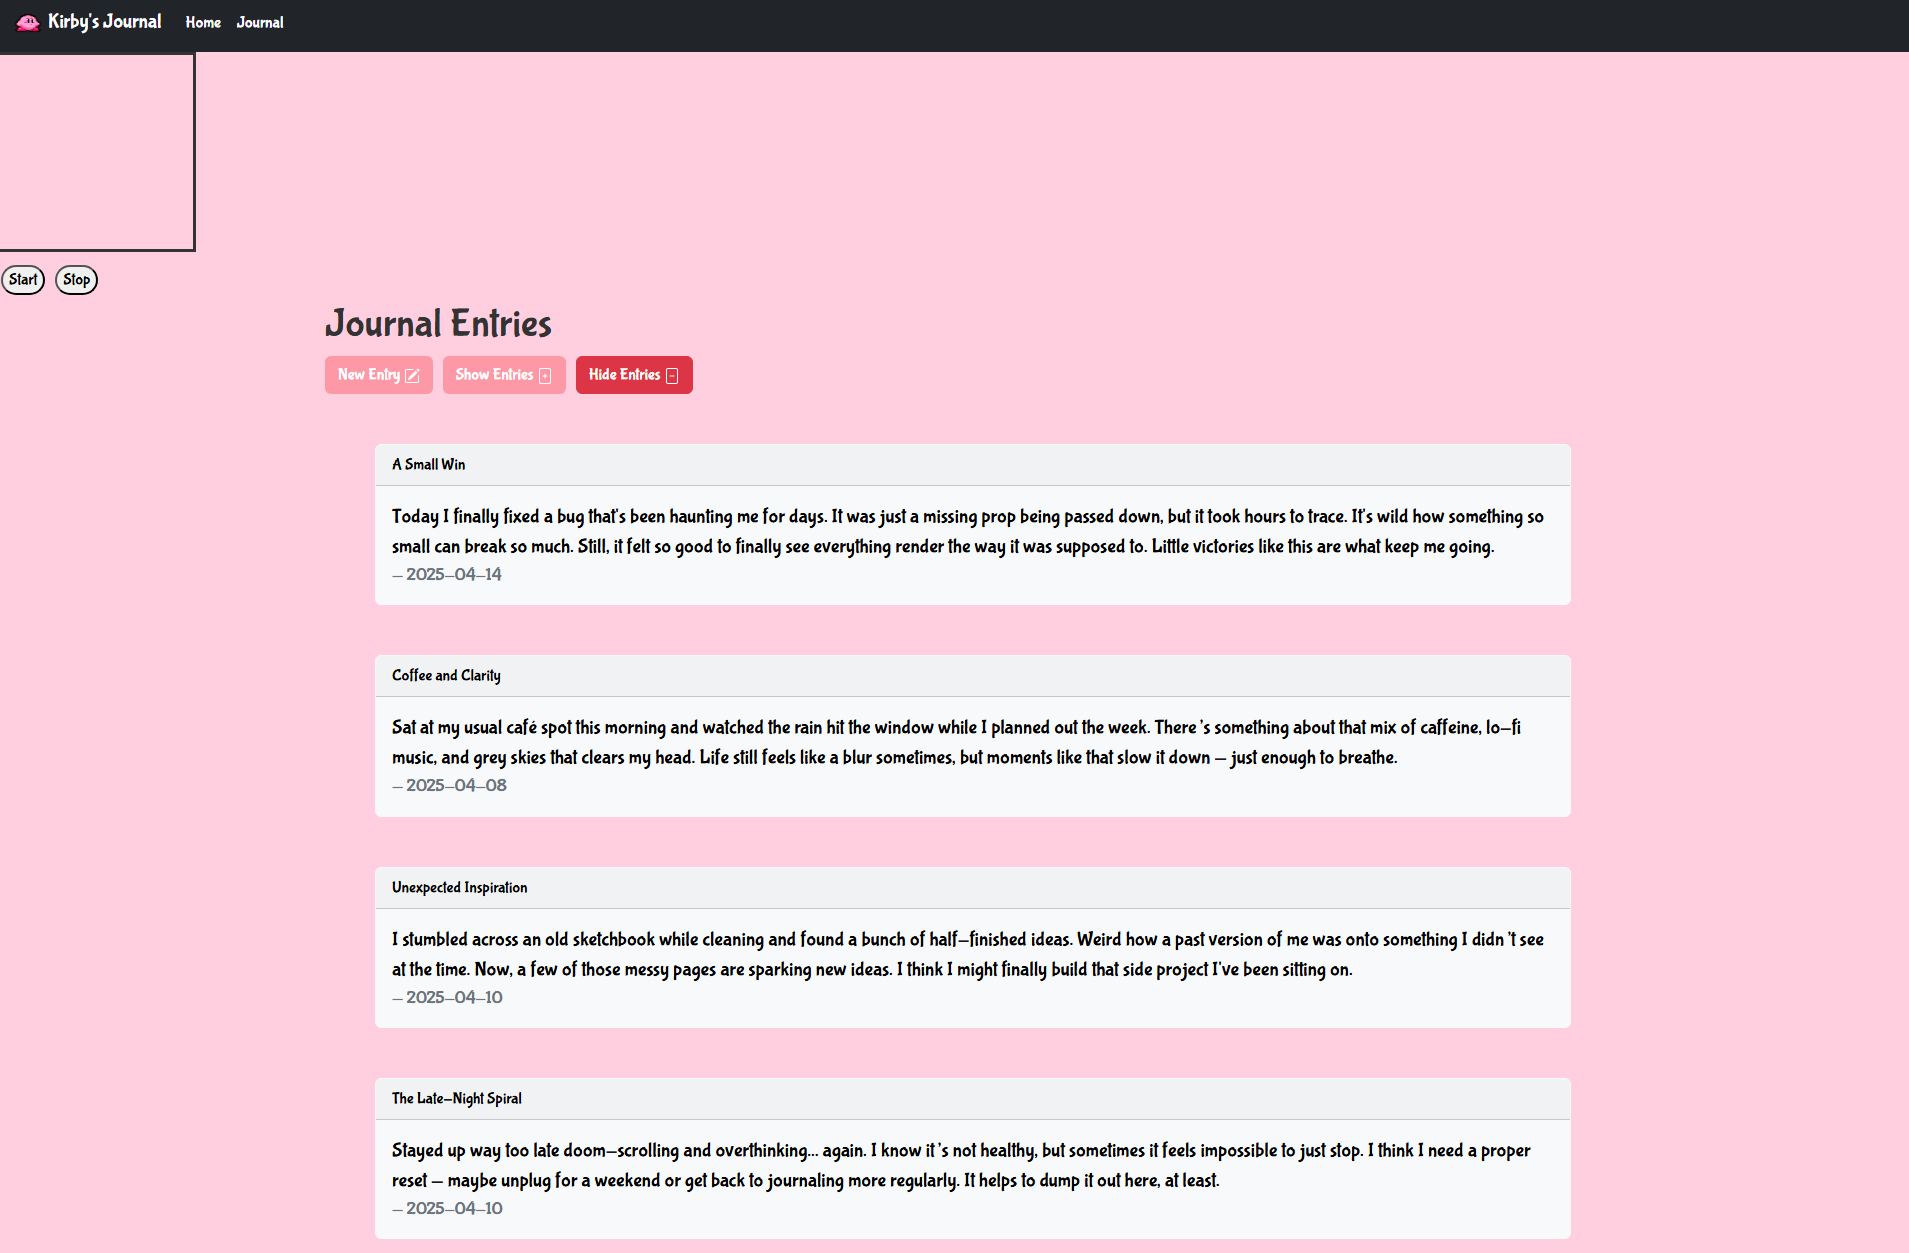 Kirby's Journal Home Journal
Start Stop
Journal Entries
New Entry Show Entries Hide Entries
A Small Win
Today I finally fixed a bug that's been haunting me for days. It was just a missing prop being passed down, but it took hours to trace. It's wild how something so
small can break so much. Still, it felt so good to finally see everything render the way it was supposed to. Little victories like this are what keep me going.
— 2025-04-14
Coffee and Clarity
Sat at my usual café spot this morning and watched the rain hit the window while I planned out the week. There’s something about that mix of caffeine, lo-fi
music, and grey skies that clears my head. Life still feels like a blur sometimes, but moments like that slow it down — just enough to breathe.
— 2025-04-08
Unexpected Inspiration
I stumbled across an old sketchbook while cleaning and found a bunch of half-finished ideas. Weird how a past version of me was onto something I didn’t see
at the time. Now, a few of those messy pages are sparking new ideas. I think I might finally build that side project I've been sitting on.
— 2025-04-10
The Late-Night Spiral
Stayed up way too late doom-scrolling and overthinking... again. I know it’s not healthy, but sometimes it feels impossible to just stop. I think I need a proper
reset — maybe unplug for a weekend or get back to journaling more regularly. It helps to dump it out here, at least.
— 2025-04-10